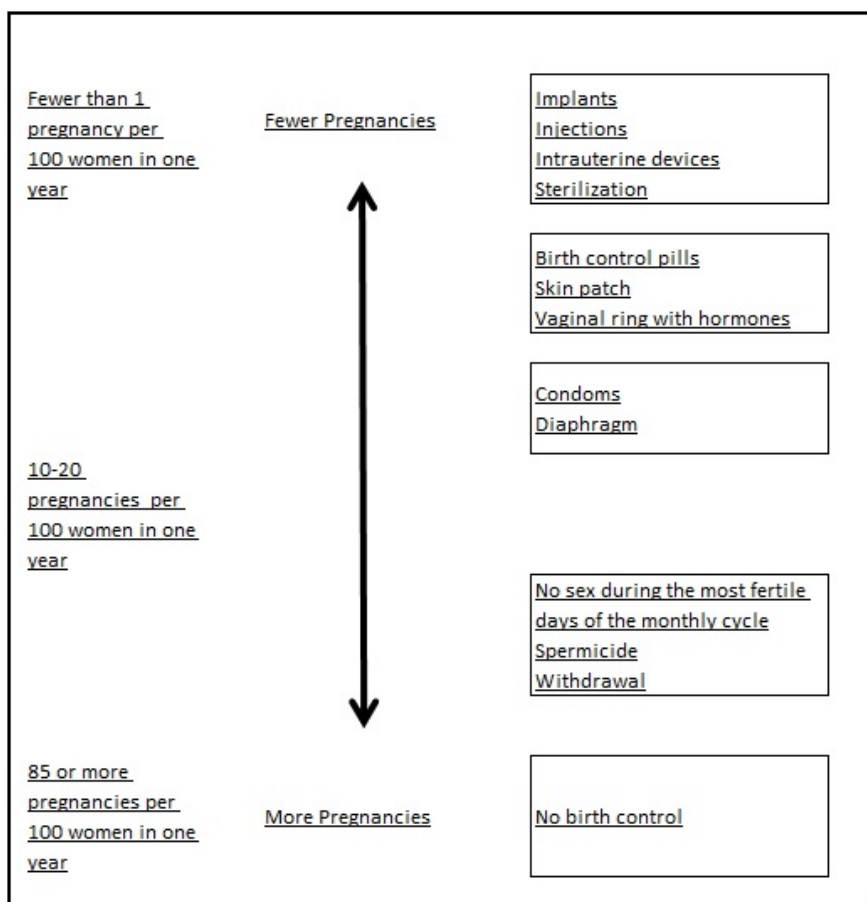 Fewer than 1
pregnancy per
100 women in one
year
Fewer Pregnancies
Implants
Injections
Intrauterine devices
Sterilization
Birth control pills
Skin patch
Vaginal ring with hormones
Condoms
Diaphragm
10-20
pregnancies per
100 women in one
year
No sex during the most fertile
days of the monthly cycle
Spermicide
Withdrawal
85 or more
pregnancies per
100 women in one
year
More Pregnancies
No birth control